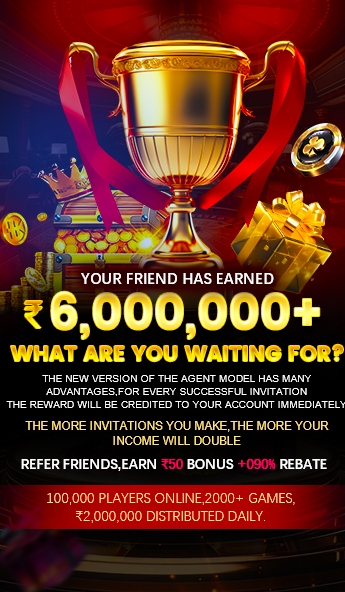 YOUR FRIEND HAS EARNED
₹6,000,000+
WHAT ARE YOU WAITING FOR?
THE NEW VERSION OF THE AGENT MODEL HAS MANY
ADVANTAGES,FOR EVERY SUCCESSFUL INVITATION
THE REWARD WILL BE CREDITED TO YOUR ACCOUNT IMMEDIATELY
THE MORE INVITATIONS YOU MAKE,THE MORE YOUR
INCOME WILL DOUBLE
REFER FRIENDS,EARN ₹50 BONUS +090% REBATE
100,000 PLAYERS ONLINE,2000+ GAMES,
₹2,000,000 DISTRIBUTED DAILY.